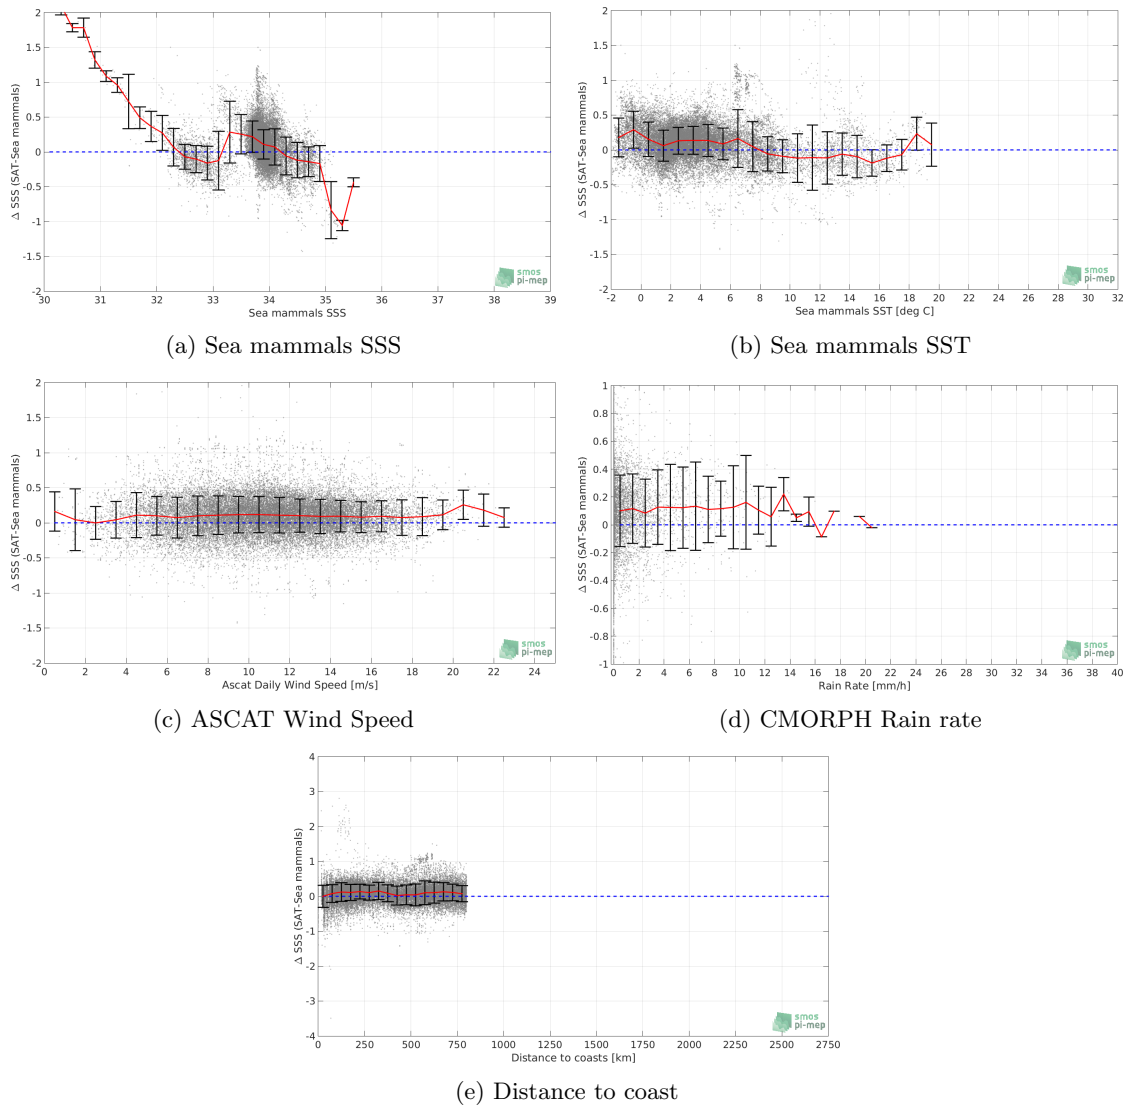 2
1.5
1
0.5
0
-0.5
-1
-1.5
-2
Δ SSS (SAT-Sea mammals)
30 31 32 33 34 35 36 37 38 39
Sea mammals SSS
smos
pi-mep
(a) Sea mammals SSS
2
1.5
1
0.5
0
-0.5
-1
-1.5
-2
Δ SSS (SAT-Sea mammals)
-2 0 2 4 6 8 10 12 14 16 18 20 22 24 26 28 30 32
Sea mammals SST [deg C]
smos
pi-mep
(b) Sea mammals SST
2
1.5
1
0.5
0
-0.5
-1
-1.5
-2
Δ SSS (SAT-Sea mammals)
0 2 4 6 8 10 12 14 16 18 20 22 24
Ascat Daily Wind Speed [m/s]
smos
pi-mep
(c) ASCAT Wind Speed
1
0.8
0.6
0.4
0.2
0
-0.2
-0.4
-0.6
-0.8
-1
Δ SSS (SAT-Sea mammals)
0 2 4 6 8 10 12 14 16 18 20 22 24 26 28 30 32 34 36 38 40
Rain Rate [mm/h]
smos
pi-mep
(d) CMORPH Rain rate
4
3
2
1
0
-1
-2
-3
-4
Δ SSS (SAT-Sea mammals)
0 250 500 750 1000 1250 1500 1750 2000 2250 2500 2750
Distance to coasts [km]
smos
pi-mep
(e) Distance to coast